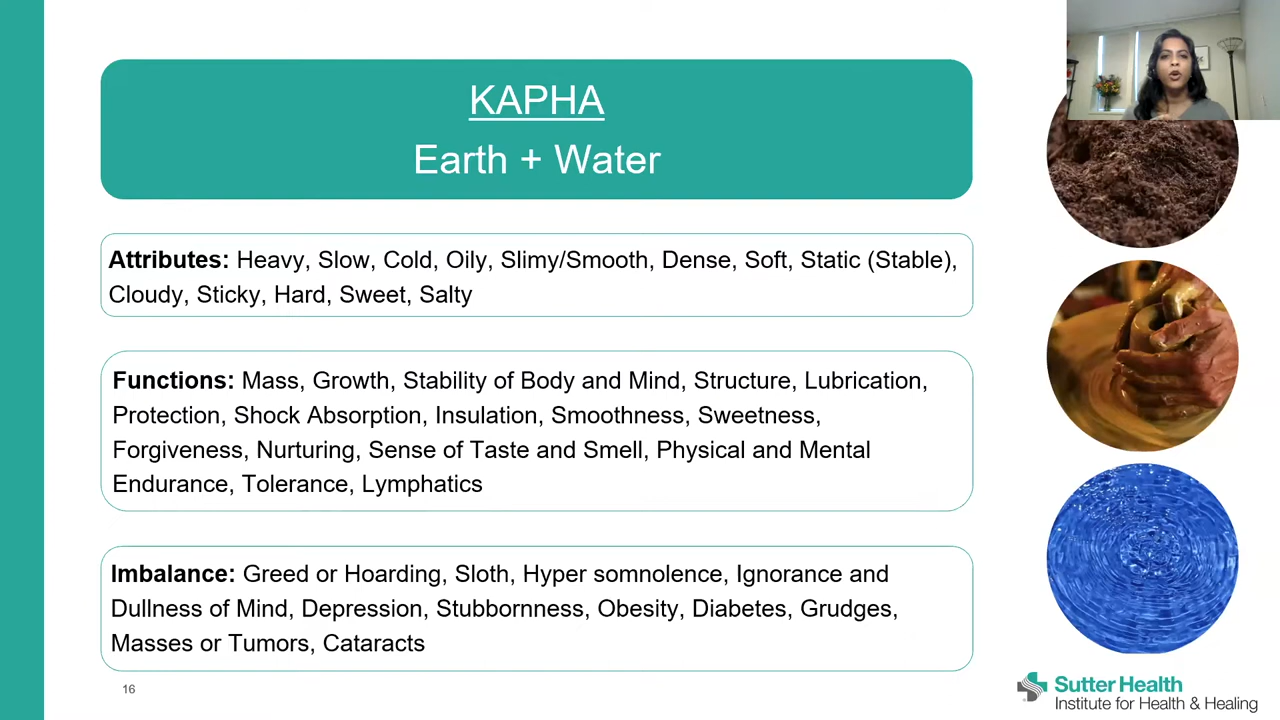 KAPHA
Earth + Water
Attributes: Heavy, Slow, Cold, Oily, Slimy/Smooth, Dense, Soft, Static (Stable),
Cloudy, Sticky, Hard, Sweet, Salty
Functions: Mass, Growth, Stability of Body and Mind, Structure, Lubrication,
Protection, Shock Absorption, Insulation, Smoothness, Sweetness,
Forgiveness, Nurturing, Sense of Taste and Smell, Physical and Mental
Endurance, Tolerance, Lymphatics
Imbalance: Greed or Hoarding, Sloth, Hyper somnolence, Ignorance and
Dullness of Mind, Depression, Stubbornness, Obesity, Diabetes, Grudges,
Masses or Tumors, Cataracts
16
Sutter Health
Institute for Health & Healing